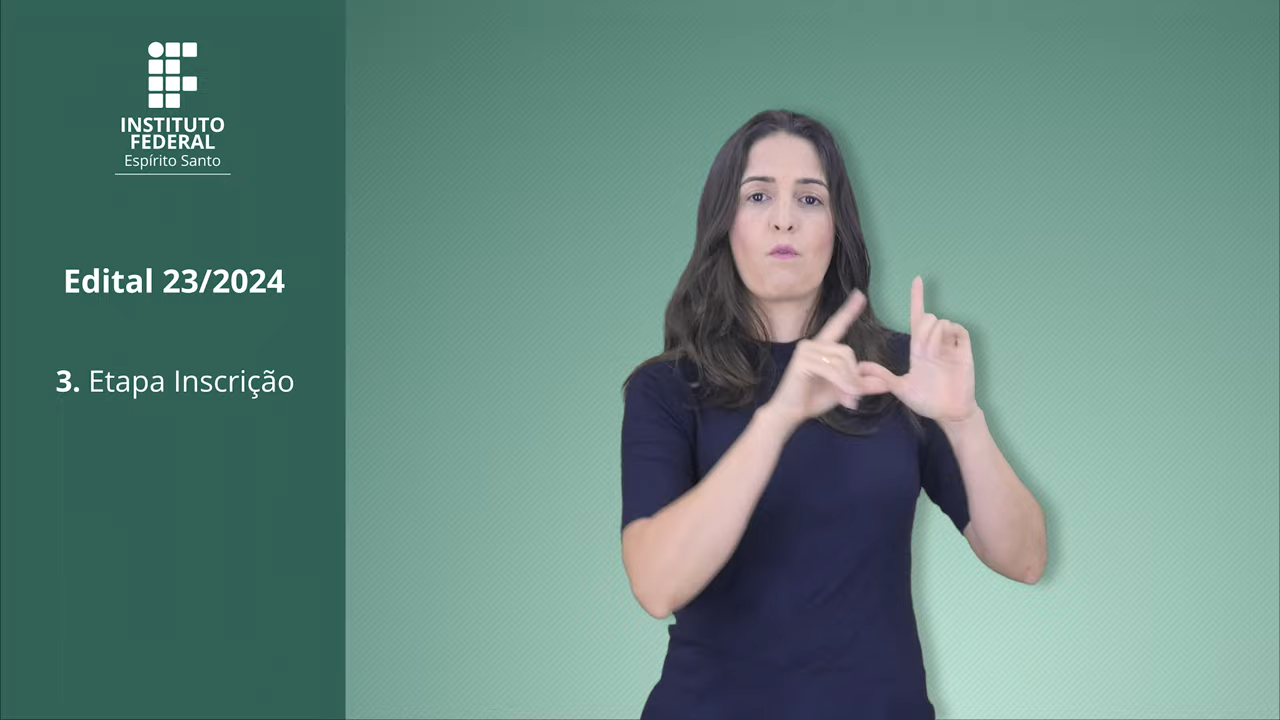 INSTITUTO
FEDERAL
Espírito Santo
Edital 23/2024
3. Etapa Inscrição